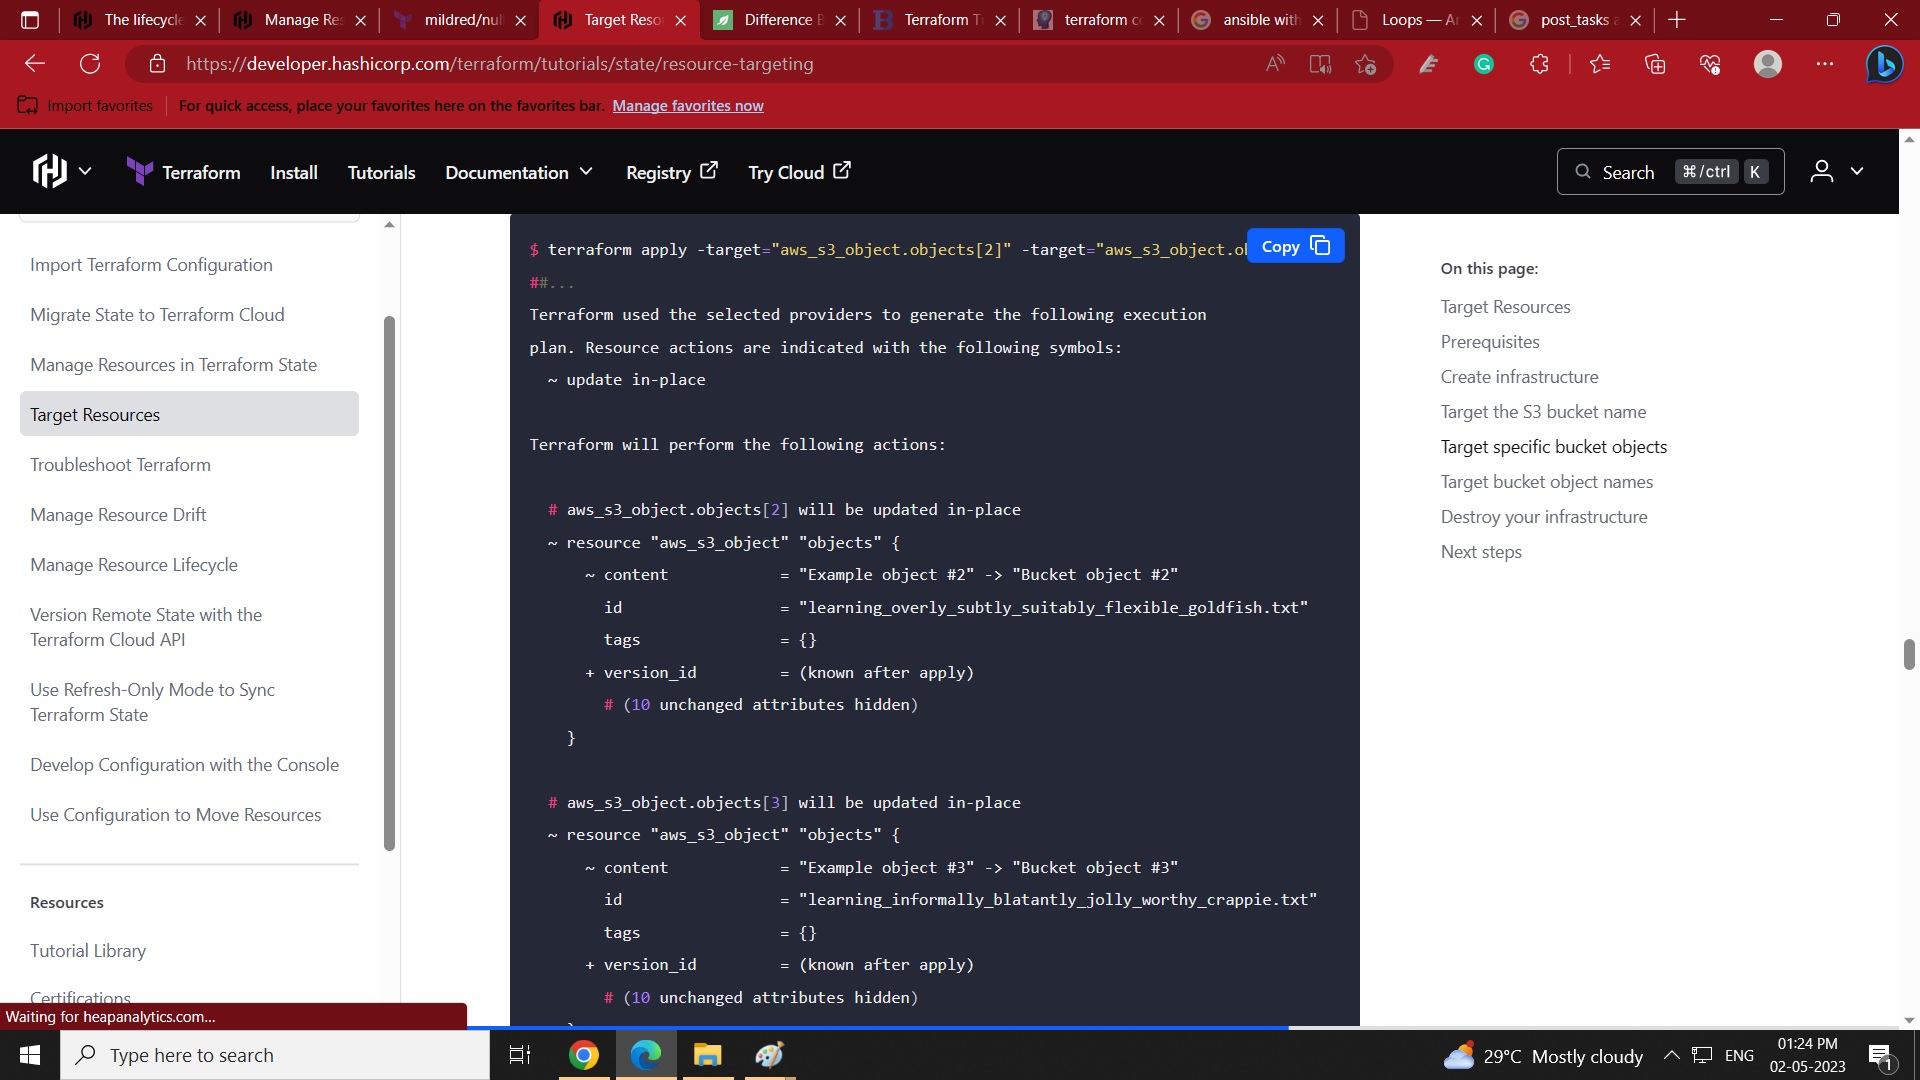 The lifecycle
Manage Res
mildred/null
Target Resou
Difference B
Terraform Tu
terraform co
ansible with
Loops — An
post_tasks a
https://developer.hashicorp.com/terraform/tutorials/state/resource-targeting
Import favorites
For quick access, place your favorites here on the favorites bar. Manage favorites now
Terraform
Install
Tutorials
Documentation
Registry
Try Cloud
Search
⌘/ctrl
K
Import Terraform Configuration
Migrate State to Terraform Cloud
Manage Resources in Terraform State
Target Resources
Troubleshoot Terraform
Manage Resource Drift
Manage Resource Lifecycle
Version Remote State with the
Terraform Cloud API
Use Refresh-Only Mode to Sync
Terraform State
Develop Configuration with the Console
Use Configuration to Move Resources
Resources
Tutorial Library
Certifications
Waiting for heapanalytics.com...
$ terraform apply -target="aws_s3_object.objects[2]" -target="aws_s3_object.ob
Copy
##...
Terraform used the selected providers to generate the following execution
plan. Resource actions are indicated with the following symbols:
~ update in-place
Terraform will perform the following actions:
# aws_s3_object.objects[2] will be updated in-place
~ resource "aws_s3_object" "objects" {
~ content = "Example object #2" -> "Bucket object #2"
id = "learning_overly_subtly_suitably_flexible_goldfish.txt"
tags = {}
+ version_id = (known after apply)
# (10 unchanged attributes hidden)
}
# aws_s3_object.objects[3] will be updated in-place
~ resource "aws_s3_object" "objects" {
~ content = "Example object #3" -> "Bucket object #3"
id = "learning_informally_blatantly_jolly_worthy_crappie.txt"
tags = {}
+ version_id = (known after apply)
# (10 unchanged attributes hidden)
}
On this page:
Target Resources
Prerequisites
Create infrastructure
Target the S3 bucket name
Target specific bucket objects
Target bucket object names
Destroy your infrastructure
Next steps
Type here to search
29°C Mostly cloudy
ENG
01:24 PM
02-05-2023
1